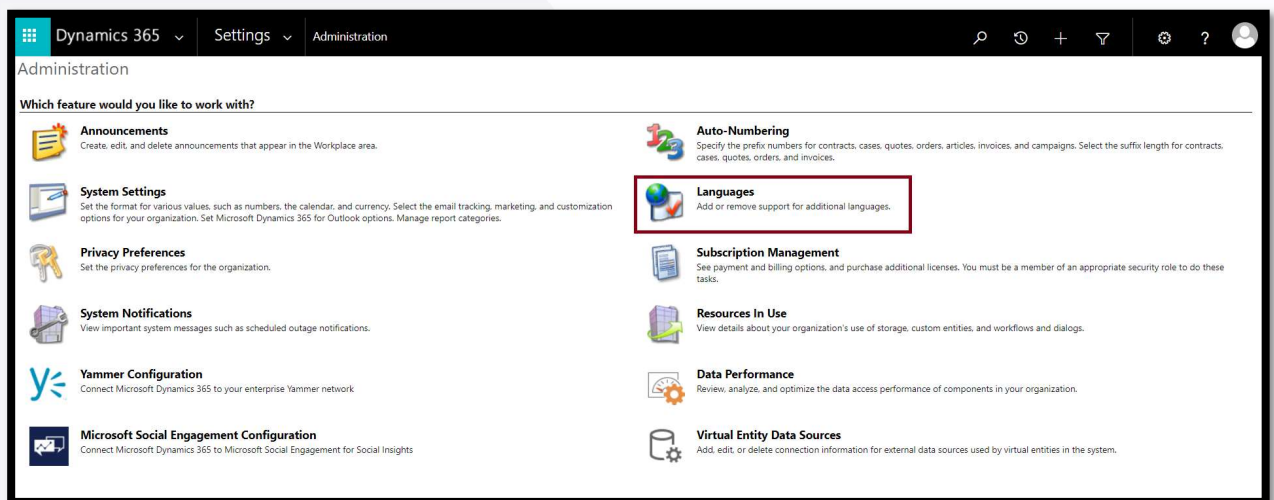 Dynamics 365
Settings
Administration
?
Administration
Which feature would you like to work with?
Announcements
Create, edit, and delete announcements that appear in the Workplace area.
Auto-Numbering
Specify the prefix numbers for contracts, cases, quotes, orders, articles, invoices, and campaigns. Select the suffix length for contracts,
cases, quotes, orders, and invoices.
System Settings
Set the format for various values, such as numbers, the calendar, and currency. Select the email tracking, marketing, and customization
options for your organization. Set Microsoft Dynamics 365 for Outlook options. Manage report categories.
Languages
Add or remove support for additional languages.
Privacy Preferences
Set the privacy preferences for the organization.
Subscription Management
See payment and billing options, and purchase additional licenses. You must be a member of an appropriate security role to do these
tasks.
System Notifications
View important system messages such as scheduled outage notifications.
Resources In Use
View details about your organization's use of storage, custom entities, and workflows and dialogs.
Yammer Configuration
Connect Microsoft Dynamics 365 to your enterprise Yammer network
Data Performance
Review, analyze, and optimize the data access performance of components in your organization.
Microsoft Social Engagement Configuration
Connect Microsoft Dynamics 365 to Microsoft Social Engagement for Social Insights
Virtual Entity Data Sources
Add, edit, or delete connection information for external data sources used by virtual entities in the system.